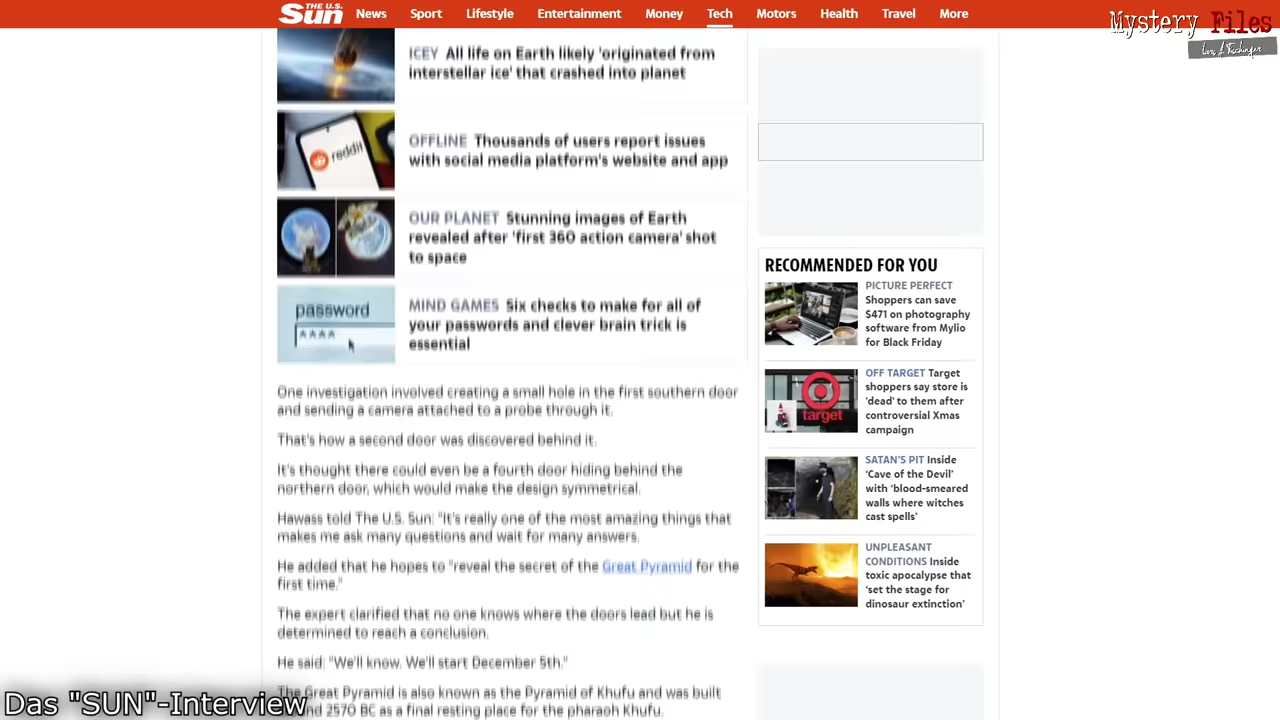 THE U.S.
Sun
News Sport Lifestyle Entertainment Money Tech Motors Health Travel More
Mystery Files
ICEY All life on Earth likely 'originated from
interstellar ice' that crashed into planet
OFFLINE Thousands of users report issues
with social media platform's website and app
reddit
OUR PLANET Stunning images of Earth
revealed after 'first 360 action camera' shot
to space
password
****
MIND GAMES Six checks to make for all of
your passwords and clever brain trick is
essential
One investigation involved creating a small hole in the first southern door
and sending a camera attached to a probe through it.
That's how a second door was discovered behind it.
It's thought there could even be a fourth door hiding behind the
northern door, which would make the design symmetrical.
Hawass told The U.S. Sun: "It's really one of the most amazing things that
makes me ask many questions and wait for many answers.
He added that he hopes to "reveal the secret of the Great Pyramid for the
first time."
The expert clarified that no one knows where the doors lead but he is
determined to reach a conclusion.
He said: "We'll know. We'll start December 5th."
The Great Pyramid is also known as the Pyramid of Khufu and was built
2570 BC as a final resting place for the pharaoh Khufu.
RECOMMENDED FOR YOU
PICTURE PERFECT
Shoppers can save
$471 on photography
software from Mylio
for Black Friday
OFF TARGET Target
shoppers say store is
'dead' to them after
controversial Xmas
campaign
target
SATAN'S PIT Inside
'Cave of the Devil'
with 'blood-smeared
walls where witches
cast spells'
UNPLEASANT
CONDITIONS Inside
toxic apocalypse that
'set the stage for
dinosaur extinction'
Das "SUN"-Interview